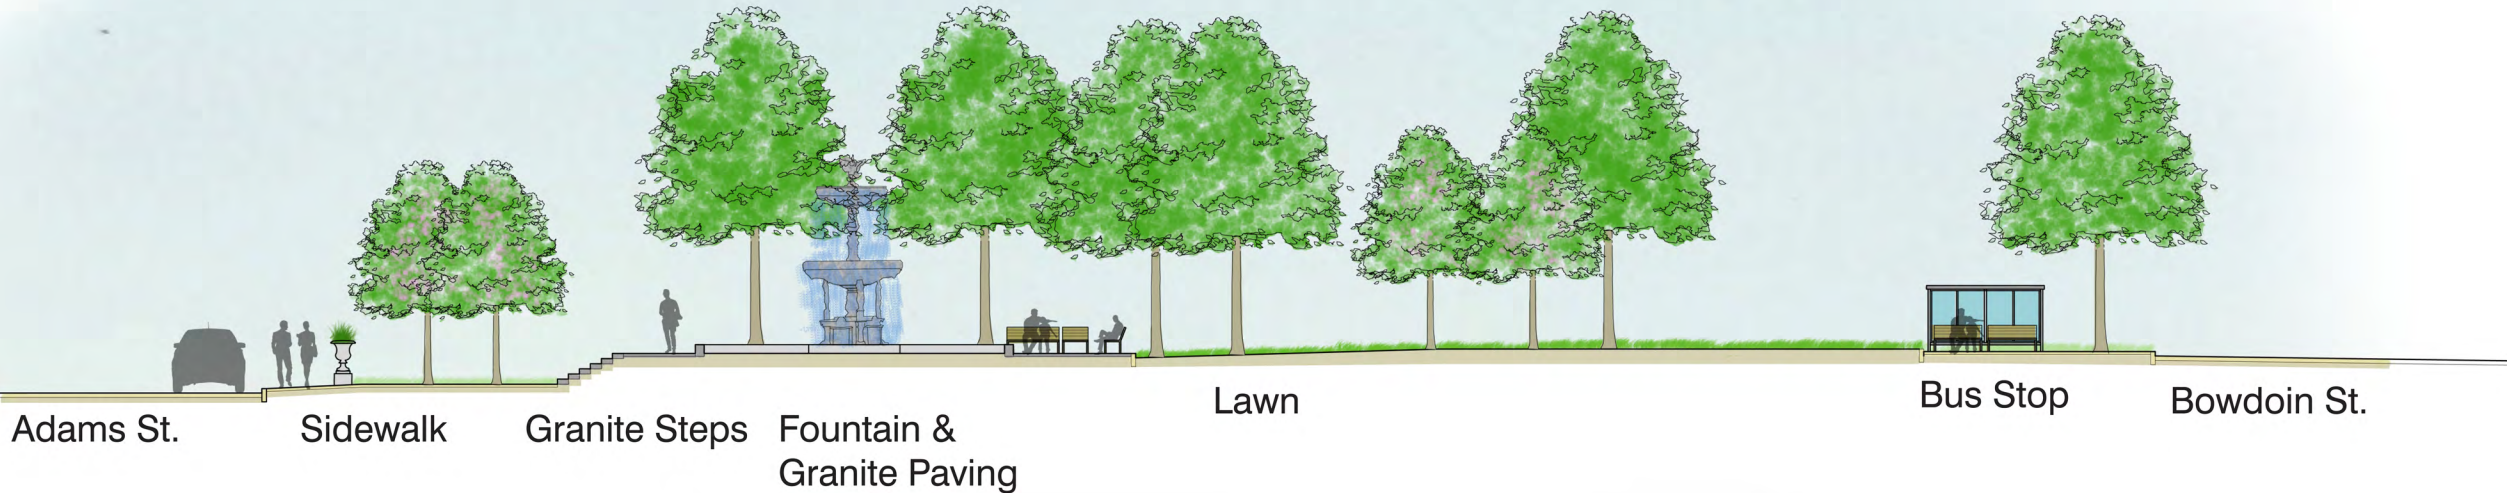 Adams St.
Sidewalk
Granite Steps
Fountain &
Granite Paving
Lawn
Bus Stop
Bowdoin St.